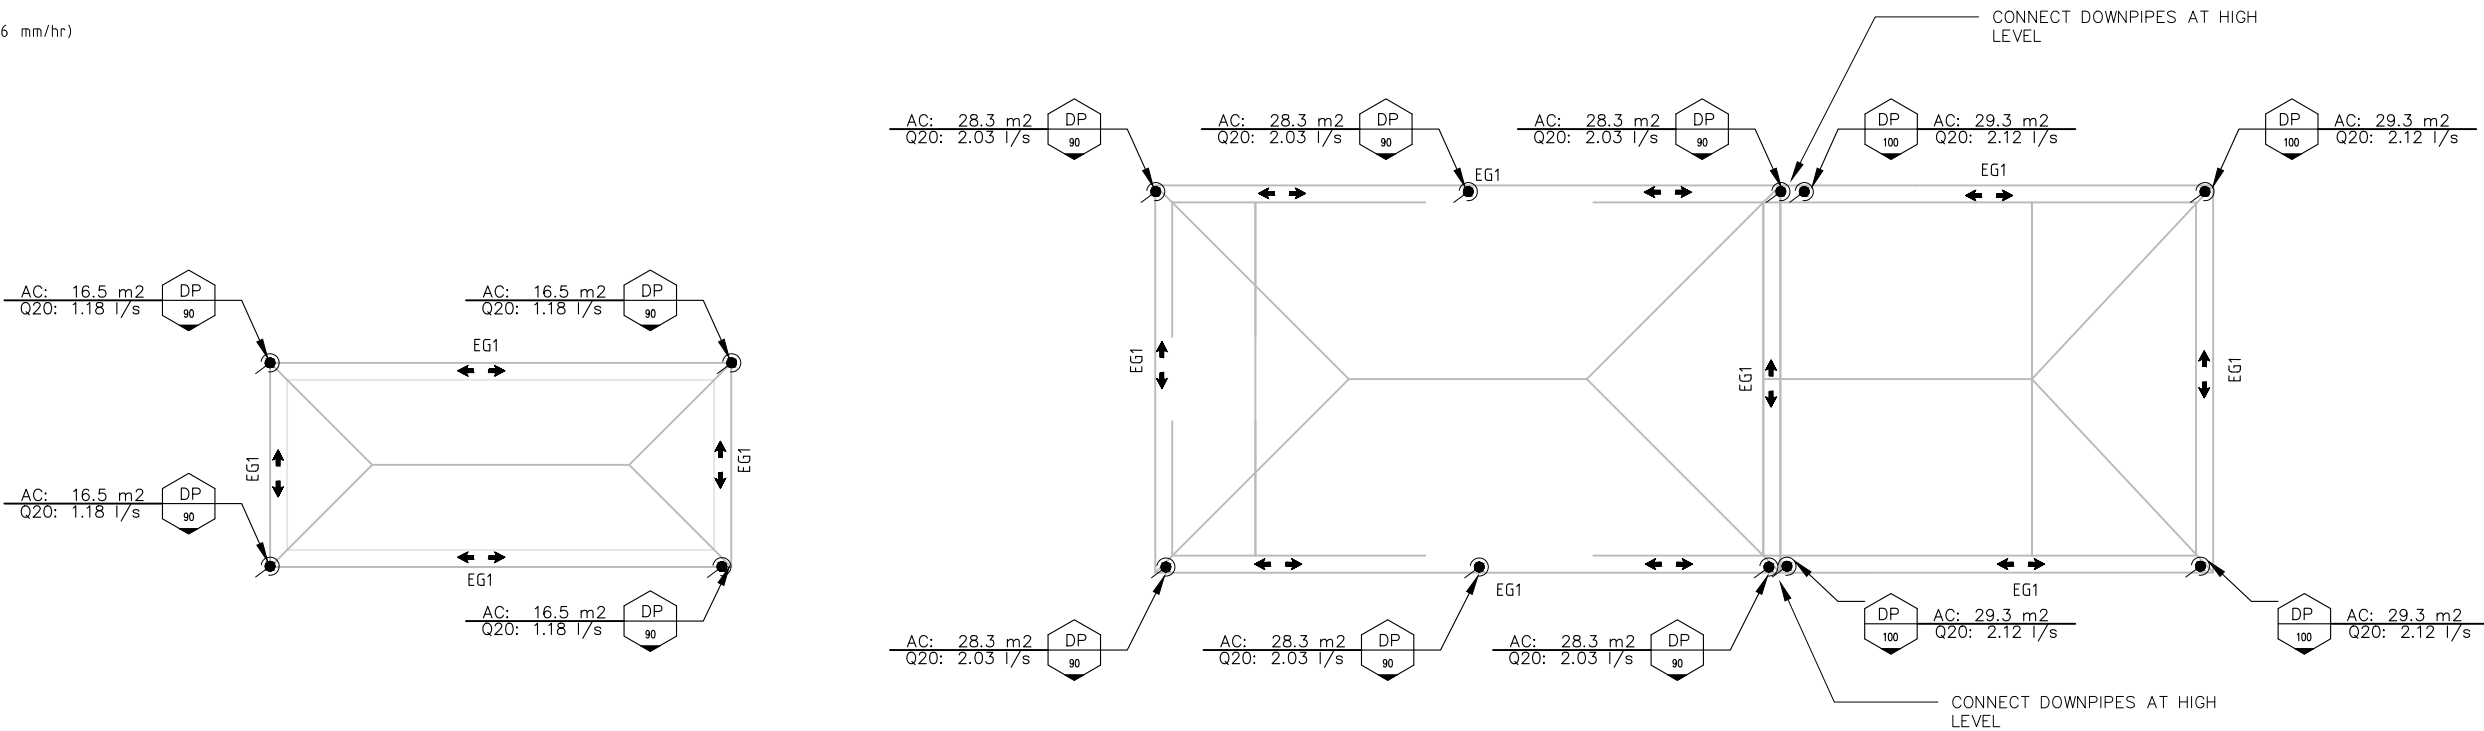 6 mm/hr)
CONNECT DOWNPIPES AT HIGH
LEVEL
AC: 28.3 m2
Q20: 2.03 l/s
DP
90
AC: 28.3 m2
Q20: 2.03 l/s
DP
90
AC: 28.3 m2
Q20: 2.03 l/s
DP
90
DP
100
AC: 29.3 m2
Q20: 2.12 l/s
DP
100
AC: 29.3 m2
Q20: 2.12 l/s
EG1
EG1
AC: 16.5 m2
Q20: 1.18 l/s
DP
90
AC: 16.5 m2
Q20: 1.18 l/s
DP
90
EG1
EG1
EG1
EG1
EG1
EG1
AC: 16.5 m2
Q20: 1.18 l/s
DP
90
EG1
EG1
EG1
AC: 16.5 m2
Q20: 1.18 l/s
DP
90
AC: 28.3 m2
Q20: 2.03 l/s
DP
90
AC: 28.3 m2
Q20: 2.03 l/s
DP
90
AC: 28.3 m2
Q20: 2.03 l/s
DP
90
DP
100
AC: 29.3 m2
Q20: 2.12 l/s
DP
100
AC: 29.3 m2
Q20: 2.12 l/s
CONNECT DOWNPIPES AT HIGH
LEVEL